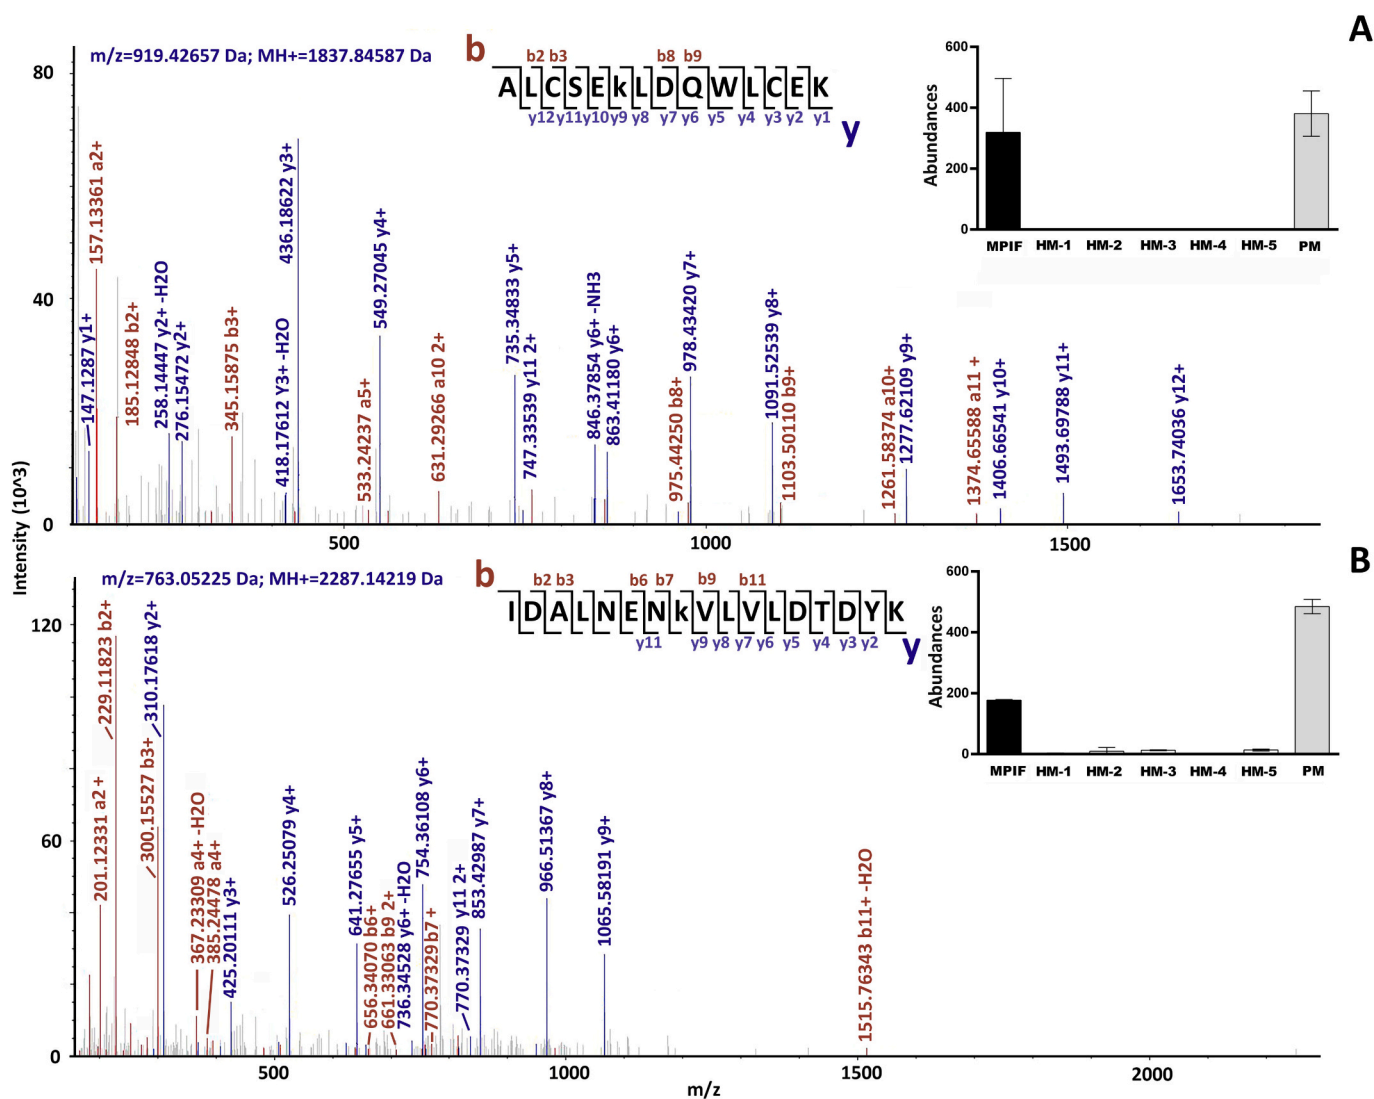 A
m/z=919.42657 Da; MH+=1837.84587 Da
b
b2 b3 b8 b9
ALCSEkLDQWLCEK
y12 y11 y10 y9 y8 y7 y6 y5 y4 y3 y2 y1
y
80
40
0
500
1000
1500
157.13361 a2+
147.1287 y1+
185.12848 b2+
258.14447 y2+ -H2O
276.15472 y2+
345.15875 b3+
418.17612 Y3+ -H2O
436.18622 y3+
533.24237 a5+
549.27045 y4+
631.29266 a10 2+
735.34833 y5+
747.33539 y11 2+
846.37854 y6+ -NH3
863.41180 y6+
975.44250 b8+
978.43420 y7+
1091.52539 y8+
1103.50110 b9+
1261.58374 a10+
1277.62109 y9+
1374.65588 a11 +
1406.66541 y10+
1493.69788 y11+
1653.74036 y12+
Abundances
600
400
200
0
MPIF HM-1 HM-2 HM-3 HM-4 HM-5 PM
Intensity (10^3)
B
m/z=763.05225 Da; MH+=2287.14219 Da
b
b2 b3 b6 b7 b9 b11
IDALNENkVLVLDTDYK
y11 y9 y8 y7 y6 y5 y4 y3 y2
y
120
60
0
500
1000
1500
2000
m/z
201.12331 a2 +
229.11823 b2+
300.15527 b3+
310.17618 y2+
367.23309 a4+ -H2O
385.24478 a4+
425.20111 y3+
526.25079 y4+
641.27655 y5+
656.34070 b6+
661.33063 b9 2+
736.34528 y6+ -H2O
754.36108 y6+
770.37329 b7 +
770.37329 y11 2+
853.42987 y7+
966.51367 y8+
1065.58191 y9+
1515.76343 b11+ -H2O
Abundances
600
400
200
0
MPIF HM-1 HM-2 HM-3 HM-4 HM-5 PM